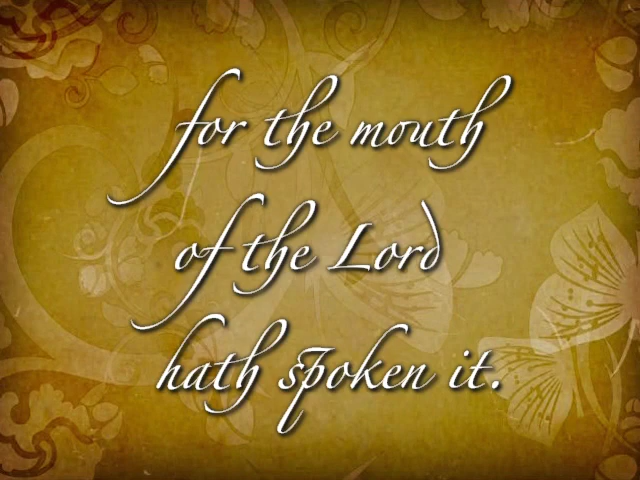 for the mouth
of the Lord
hath spoken it.